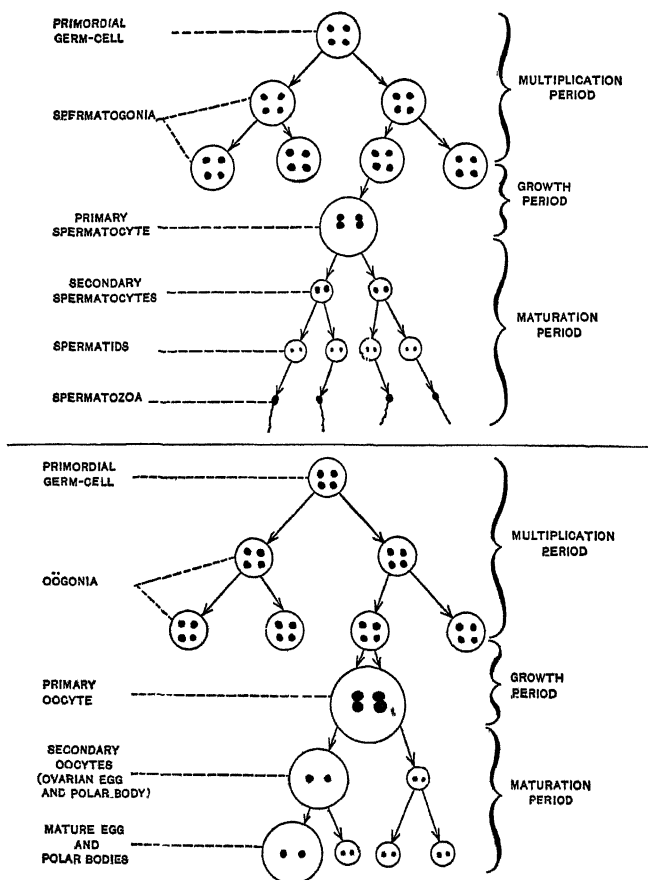 PRIMORDIAL
GERM-CELL
MULTIPLICATION
PERIOD
SPERMATOGONIA
GROWTH
PERIOD
PRIMARY
SPERMATOCYTE
SECONDARY
SPERMATOCYTES
MATURATION
PERIOD
SPERMATIDS
SPERMATOZOA
PRIMORDIAL
GERM-CELL
MULTIPLICATION
PERIOD
OÖGONIA
GROWTH
PERIOD
PRIMARY
OOCYTE
SECONDARY
OOCYTES
(OVARIAN EGG
AND POLAR BODY)
MATURATION
PERIOD
MATURE EGG
AND
POLAR BODIES